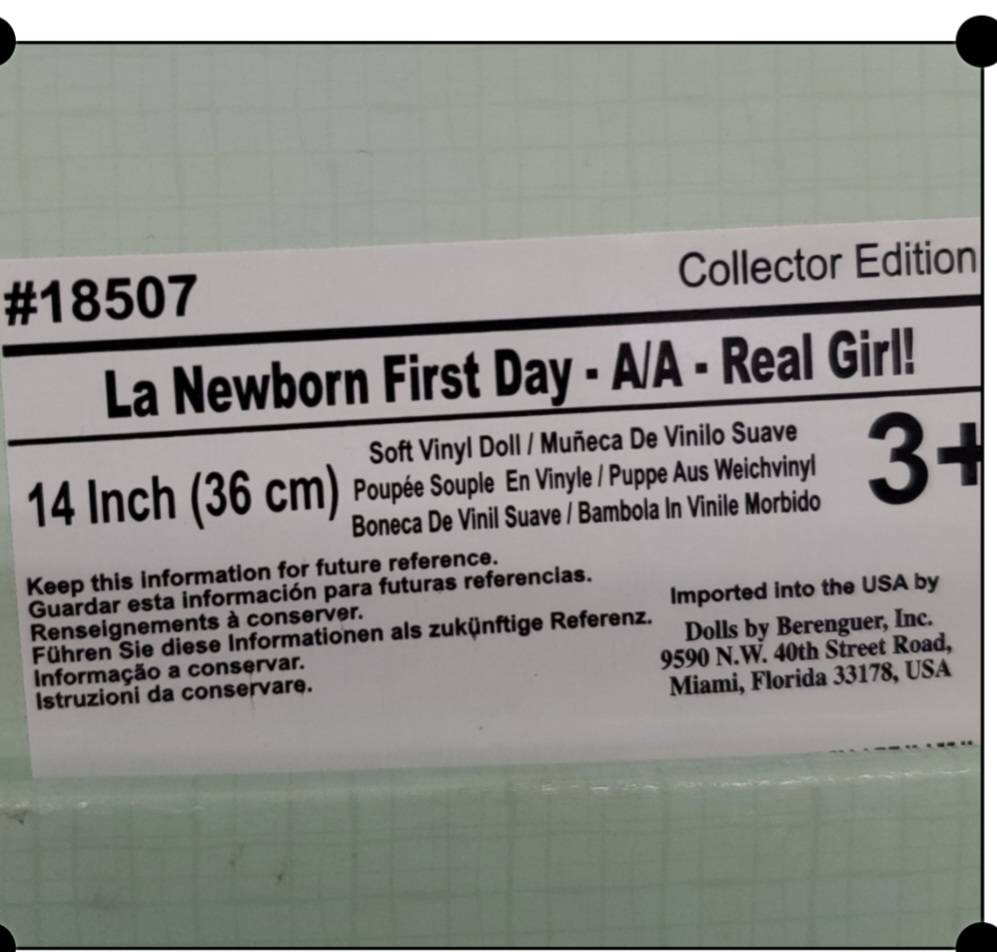 #18507
Collector Edition
La Newborn First Day - A/A - Real Girl!
14 Inch (36 cm)
Soft Vinyl Doll / Muñeca De Vinilo Suave
Poupée Souple En Vinyle / Puppe Aus Weichvinyl
Boneca De Vinil Suave / Bambola In Vinile Morbido
3+
Keep this information for future reference.
Guardar esta información para futuras referencias.
Renseignements à conserver.
Führen Sie diese Informationen als zukünftige Referenz.
Informação a conservar.
Istruzioni da conservare.
Imported into the USA by
Dolls by Berenguer, Inc.
9590 N.W. 40th Street Road,
Miami, Florida 33178, USA